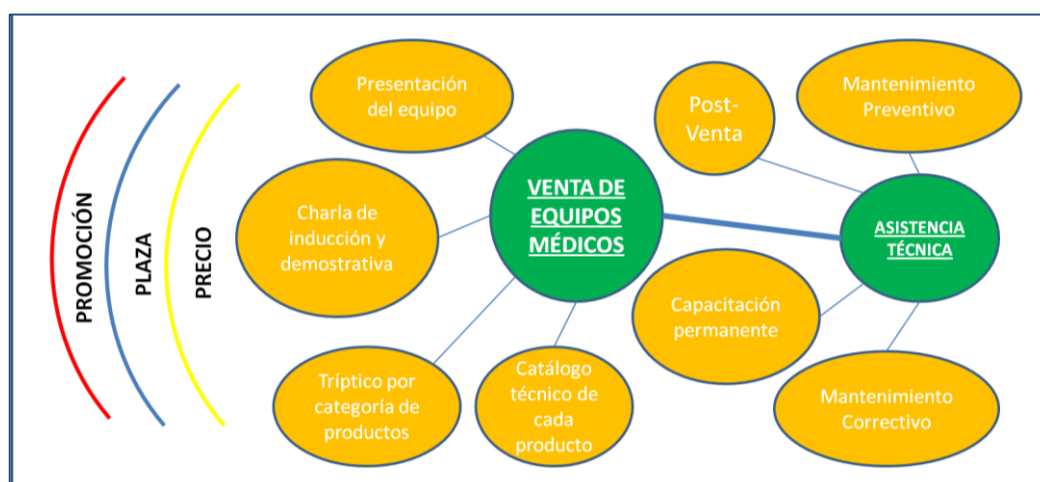 PROMOCIÓN
PLAZA
PRECIO
Presentación
del equipo
Charla de
inducción y
demostrativa
Tríptico por
categoría de
productos
Catálogo
técnico de
cada
producto
VENTA DE
EQUIPOS
MÉDICOS
Post-
Venta
Mantenimiento
Preventivo
ASISTENCIA
TÉCNICA
Capacitación
permanente
Mantenimiento
Correctivo